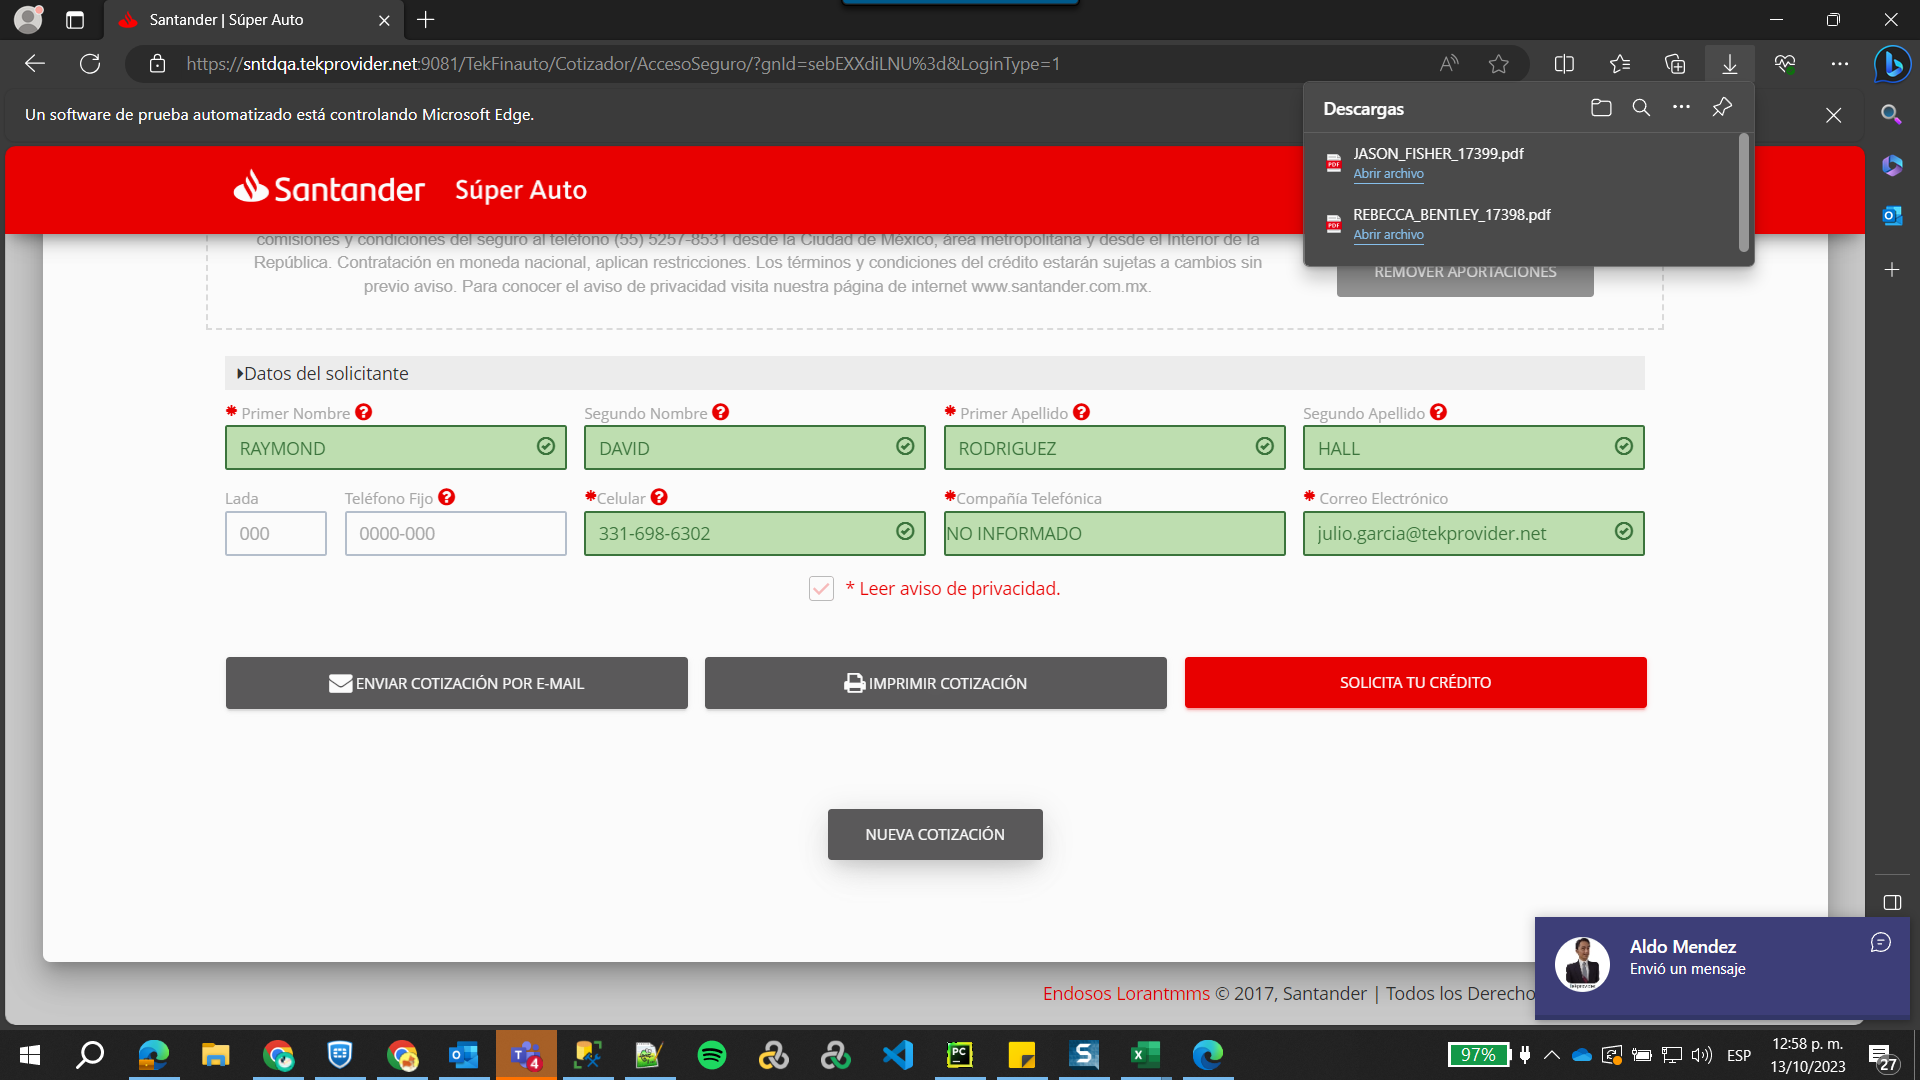 Santander | Súper Auto
https://sntdqa.tekprovider.net:9081/TekFinauto/Cotizador/AccesoSeguro/?gnId=sebEXXdiLNU%3d&LoginType=1
Un software de prueba automatizado está controlando Microsoft Edge.
Descargas
JASON_FISHER_17399.pdf
Abrir archivo
REBECCA_BENTLEY_17398.pdf
Abrir archivo
Santander Súper Auto
comisiones y condiciones del seguro al teléfono (55) 5257-8531 desde la Ciudad de México, área metropolitana y desde el Interior de la
República. Contratación en moneda nacional, aplican restricciones. Los términos y condiciones del crédito estarán sujetas a cambios sin
previo aviso. Para conocer el aviso de privacidad visita nuestra página de internet www.santander.com.mx.
REMOVER APORTACIONES
Datos del solicitante
* Primer Nombre ? Segundo Nombre ? * Primer Apellido ? Segundo Apellido ?
RAYMOND DAVID RODRIGUEZ HALL
Lada Teléfono Fijo ? *Celular ? *Compañía Telefónica * Correo Electrónico
000 0000-000 331-698-6302 NO INFORMADO julio.garcia@tekprovider.net
* Leer aviso de privacidad.
ENVIAR COTIZACIÓN POR E-MAIL IMPRIMIR COTIZACIÓN SOLICITA TU CRÉDITO
NUEVA COTIZACIÓN
Aldo Mendez
Envió un mensaje
Endosos Lorantmms © 2017, Santander | Todos los Derecho
97% ESP 12:58 p. m.
13/10/2023
27
4